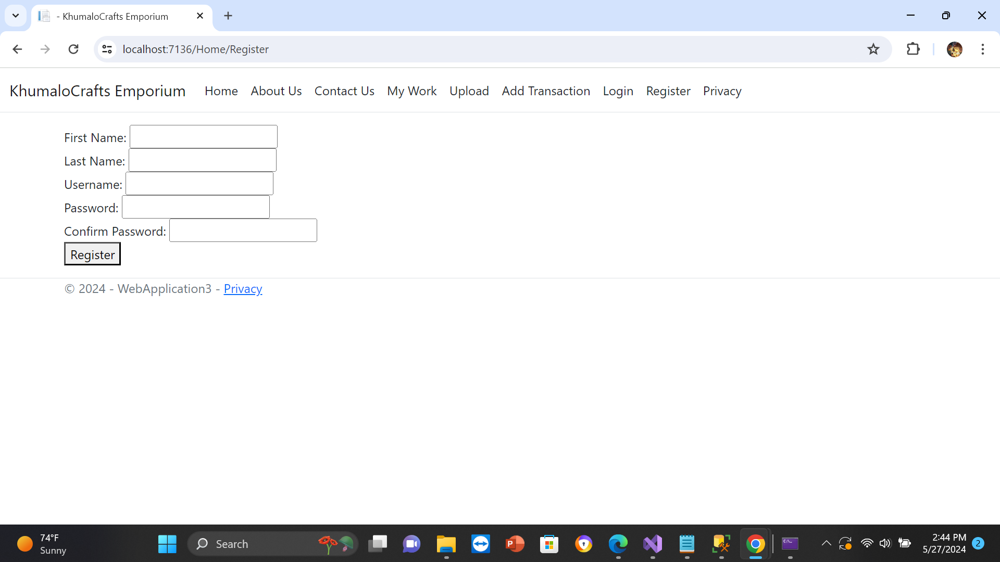 - KhumaloCrafts Emporium
localhost:7136/Home/Register
KhumaloCrafts Emporium Home About Us Contact Us My Work Upload Add Transaction Login Register Privacy
First Name:
Last Name:
Username:
Password:
Confirm Password:
Register
© 2024 - WebApplication3 - Privacy
74°F
Sunny
Search
P
C:\_
2:44 PM
5/27/2024
2